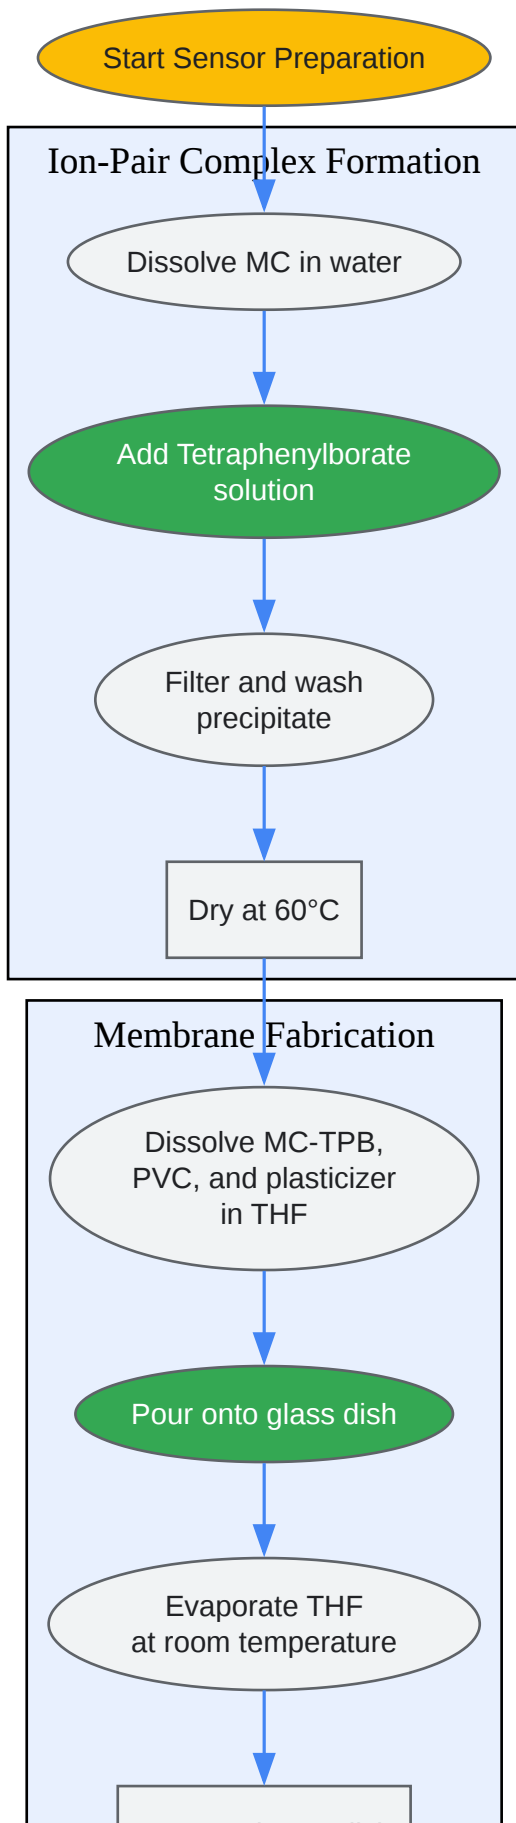 Start Sensor Preparation
Ion-Pair Complex Formation
Dissolve MC in water
Add Tetraphenylborate
solution
Filter and wash
precipitate
Dry at 60°C
Membrane Fabrication
Dissolve MC-TPB,
PVC, and plasticizer
in THF
Pour onto glass dish
Evaporate THF
at room temperature